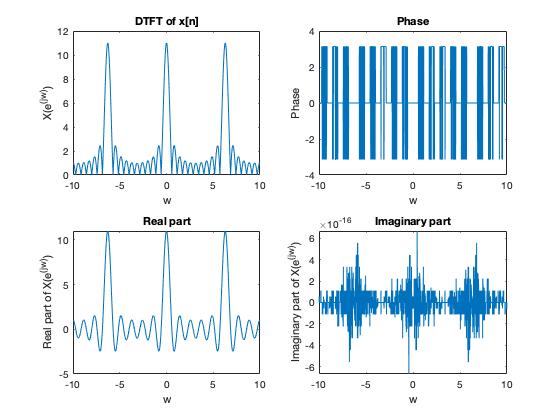 DTFT of x[n]
X(e^(jw))
12
10
8
6
4
2
0
-10 -5 0 5 10
w
Phase
Phase
4
2
0
-2
-4
-10 -5 0 5 10
w
Real part
Real part of X(e^(jw))
10
5
0
-5
-10 -5 0 5 10
w
Imaginary part
×10^-16
Imaginary part of X(e^(jw))
6
4
2
0
-2
-4
-6
-10 -5 0 5 10
w